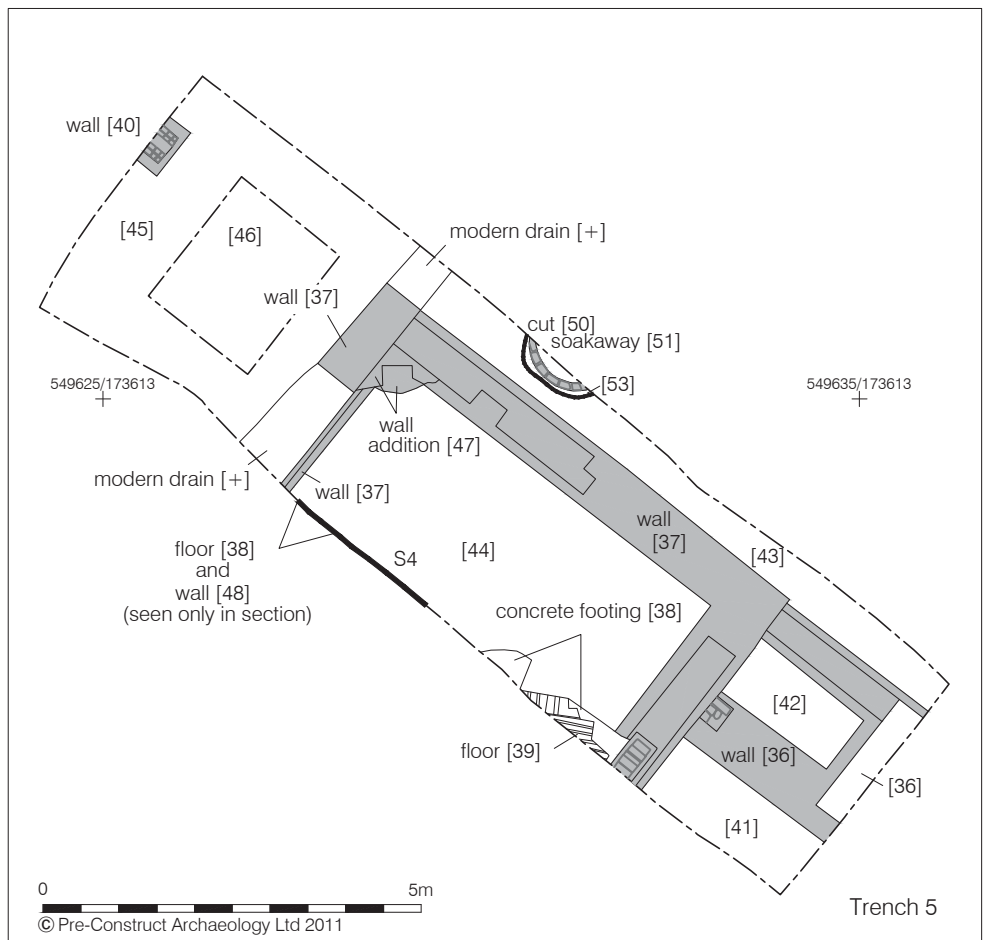 wall [40]
[45]
[46]
modern drain [+]
wall [37]
cut [50]
soakaway [51]
[53]
549625/173613
549635/173613
wall
addition [47]
modern drain [+]
wall [37]
wall
[37]
floor [38]
and
wall [48]
(seen only in section)
S4
[44]
[43]
concrete footing [38]
[42]
floor [39]
wall [36]
[36]
[41]
0
5m
© Pre-Construct Archaeology Ltd 2011
Trench 5